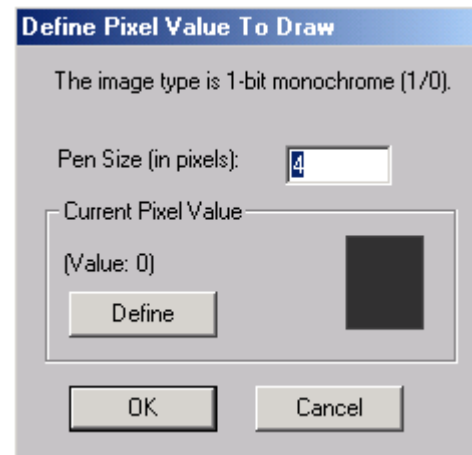 Define Pixel Value To Draw
The image type is 1-bit monochrome (1/0).
Pen Size (in pixels): 4
Current Pixel Value
(Value: 0)
Define
OK Cancel